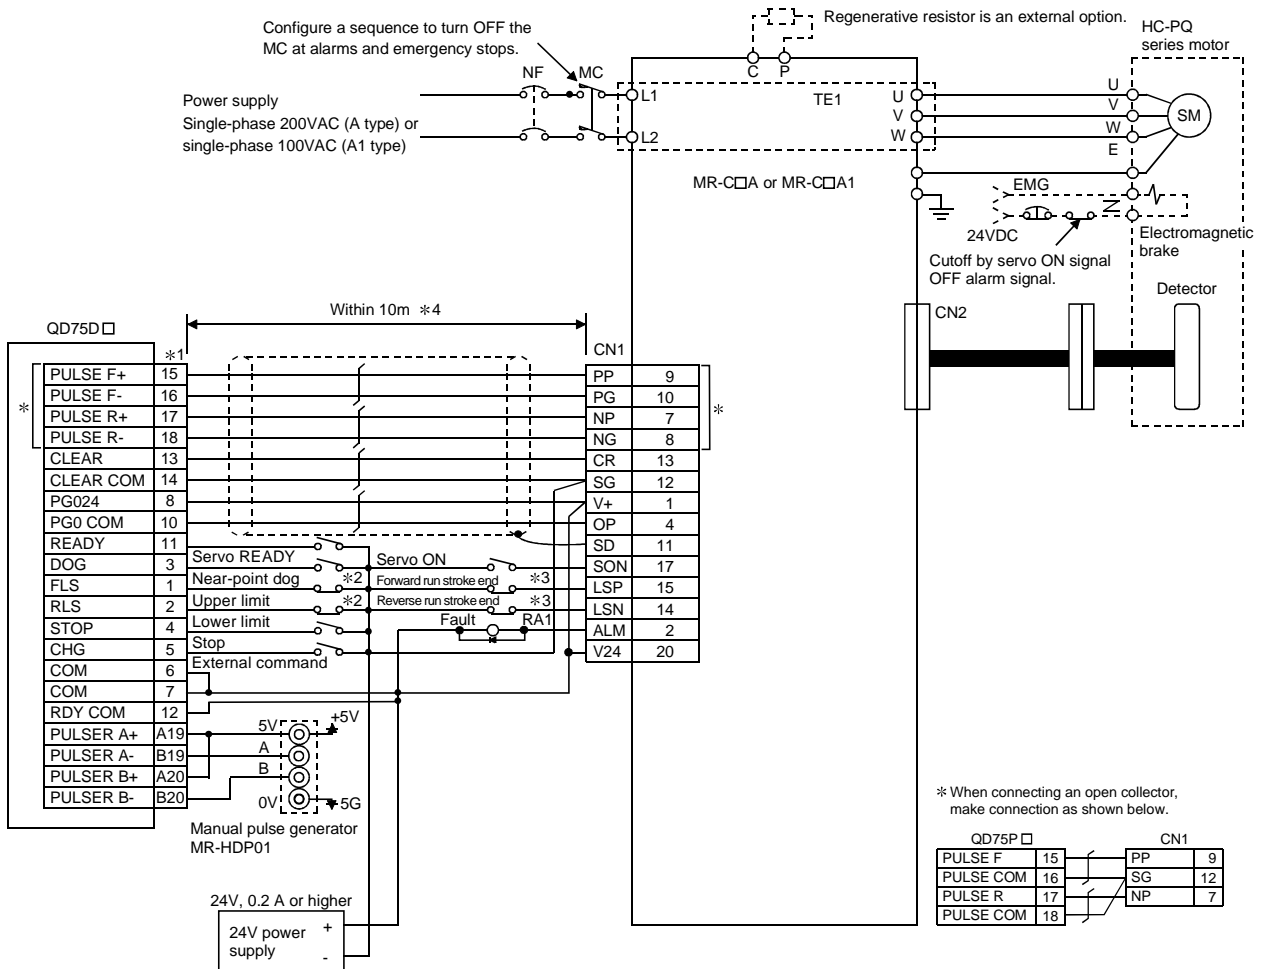 Configure a sequence to turn OFF the
MC at alarms and emergency stops.
Regenerative resistor is an external option.
HC-PQ
series motor
NF
MC
C
P
Power supply
Single-phase 200VAC (A type) or
single-phase 100VAC (A1 type)
L1
L2
TE1
U
V
W
U
V
W
E
SM
MR-C□A or MR-C□A1
EMG
24VDC
Electromagnetic
brake
Cutoff by servo ON signal
OFF alarm signal.
Detector
CN2
Within 10m *4
QD75D□
*1
CN1
*
*
PULSE F+ 15
PULSE F- 16
PULSE R+ 17
PULSE R- 18
CLEAR 13
CLEAR COM 14
PG024 8
PG0 COM 10
READY 11
DOG 3
FLS 1
RLS 2
STOP 4
CHG 5
COM 6
COM 7
RDY COM 12
PULSER A+ A19
PULSER A- B19
PULSER B+ A20
PULSER B- B20
PP 9
PG 10
NP 7
NG 8
CR 13
SG 12
V+ 1
OP 4
SD 11
SON 17
LSP 15
LSN 14
ALM 2
V24 20
Servo READY
Servo ON
Near-point dog *2
Forward run stroke end *3
Upper limit *2
Reverse run stroke end *3
Lower limit
Fault
RA1
Stop
External command
5V
+5V
A
B
0V
5G
Manual pulse generator
MR-HDP01
24V, 0.2 A or higher
24V power
supply
+
-
* When connecting an open collector,
make connection as shown below.
QD75P□
CN1
PULSE F 15
PULSE COM 16
PULSE R 17
PULSE COM 18
PP 9
SG 12
NP 7